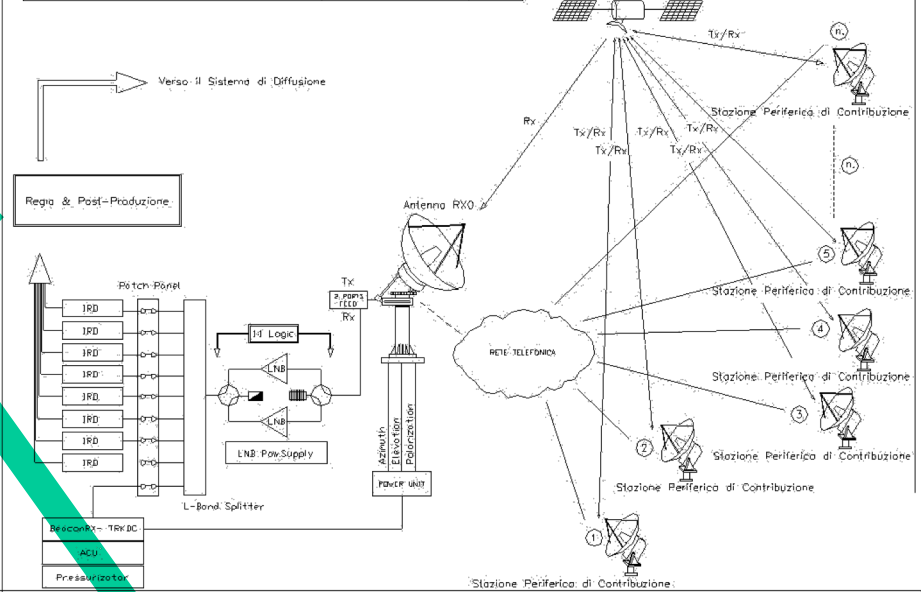 Tx/Rx
n.
Verso il Sistema di Diffusione
Stazione Periferica di Contribuzione
Rx
Tx/Rx
Tx/Rx
Tx/Rx
Tx/Rx
Tx/Rx
n.
Regia & Post-Produzione
Antenna RXO
5
Stazione Periferica di Contribuzione
Patch Panel
Tx
2 PORTS
FEED
Rx
IRD
IRD
IRD
IRD
IRD
IRD
IRD
IRD
1:1 Logic
LNB
LNB
LNB Pow.Supply
RETE TELEFONICA
4
Stazione Periferica di Contribuzione
3
Stazione Periferica di Contribuzione
2
Stazione Periferica di Contribuzione
Azimuth
Elevation
Polarization
POWER UNIT
L-Band Splitter
BeaconRX- TRKDC
ACU
Pressurizator
1
Stazione Periferica di Contribuzione